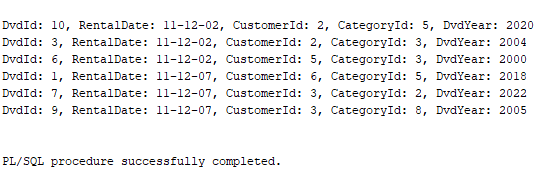 DvdId: 10, RentalDate: 11-12-02, CustomerId: 2, CategoryId: 5, DvdYear: 2020
DvdId: 3, RentalDate: 11-12-02, CustomerId: 2, CategoryId: 3, DvdYear: 2004
DvdId: 6, RentalDate: 11-12-02, CustomerId: 5, CategoryId: 3, DvdYear: 2000
DvdId: 1, RentalDate: 11-12-07, CustomerId: 6, CategoryId: 5, DvdYear: 2018
DvdId: 7, RentalDate: 11-12-07, CustomerId: 3, CategoryId: 2, DvdYear: 2022
DvdId: 9, RentalDate: 11-12-07, CustomerId: 3, CategoryId: 8, DvdYear: 2005
PL/SQL procedure successfully completed.